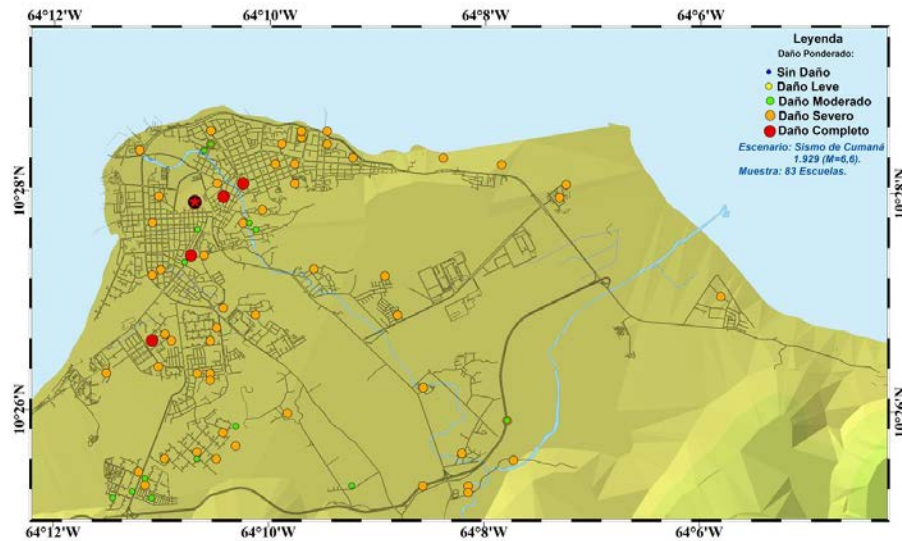 64°12'W 64°10'W 64°8'W 64°6'W
Leyenda
Daño Ponderado:
Sin Daño
Daño Leve
Daño Moderado
Daño Severo
Daño Completo
Escenario: Sismo de Cumaná
1.929 (M=6,6).
Muestra: 83 Escuelas.
10°28'N 10°28'N
10°26'N 10°26'N
64°12'W 64°10'W 64°8'W 64°6'W